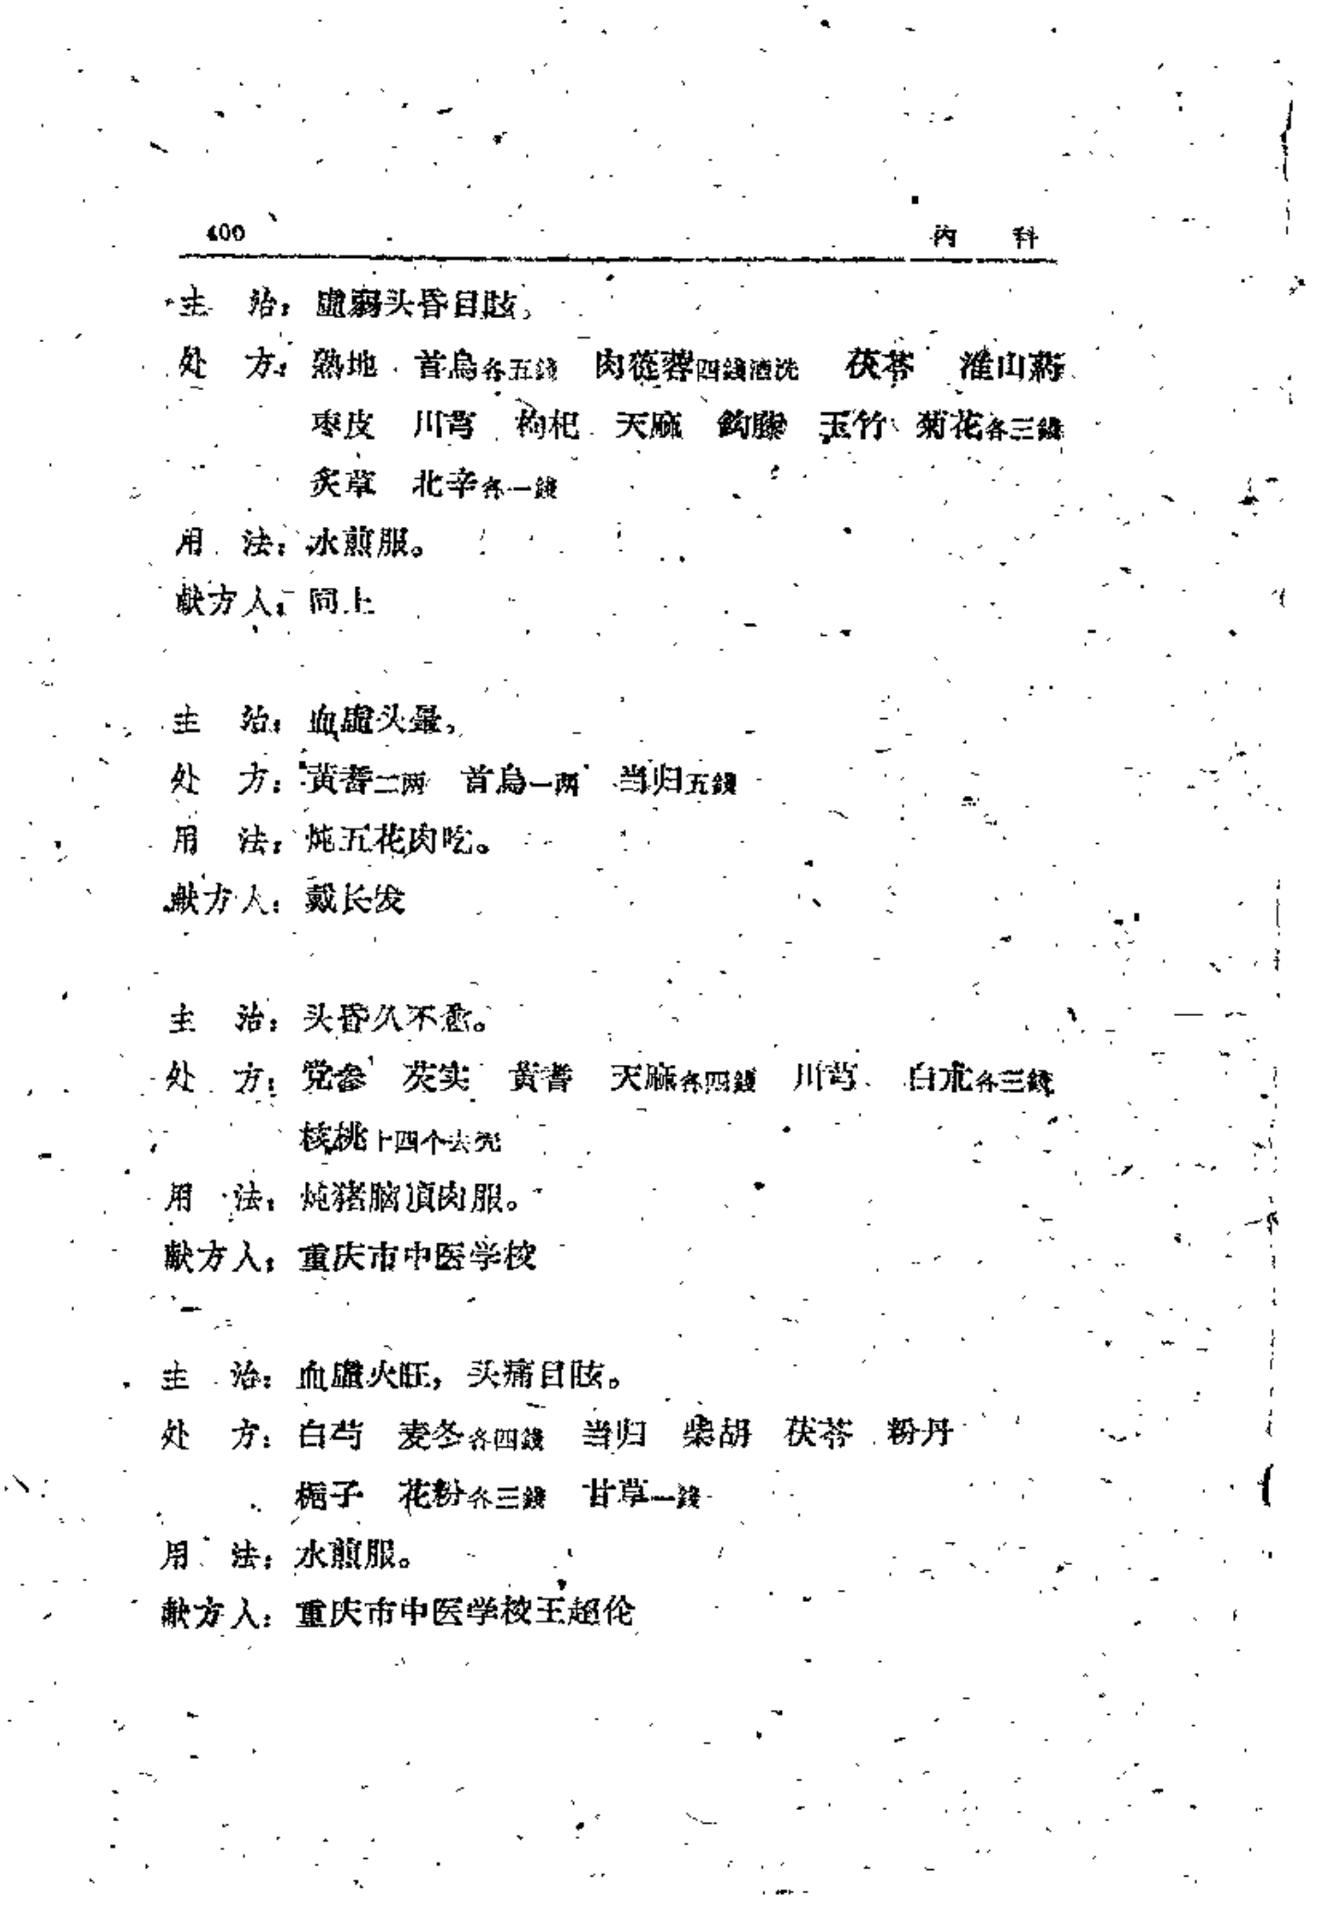 400 内 科
主 治：虛弱头昏目眩。
处 方：熟地 首烏各五錢 肉蓯蓉四錢酒洗 茯苓 淮山葯
枣皮 川芎 枸杞 天麻 鈎藤 玉竹 菊花各三錢
炙草 北辛各一錢
用 法：水煎服。
献方人：同上
主 治：血虛头暈。
处 方：黃耆二两 首烏一两 当归五錢
用 法：炖五花肉吃。
献方人：戴长发
主 治：头昏久不愈。
处 方：党参 芡实 黃耆 天麻各四錢 川芎 白朮各三錢
核桃十四个去壳
用 法：炖猪脑頂肉服。
献方人：重庆市中医学校
主 治：血虛火旺，头痛目眩。
处 方：白芍 麦冬各四錢 当归 柴胡 茯苓 粉丹
梔子 花粉各三錢 甘草一錢
用 法：水煎服。
献方人：重庆市中医学校王超伦